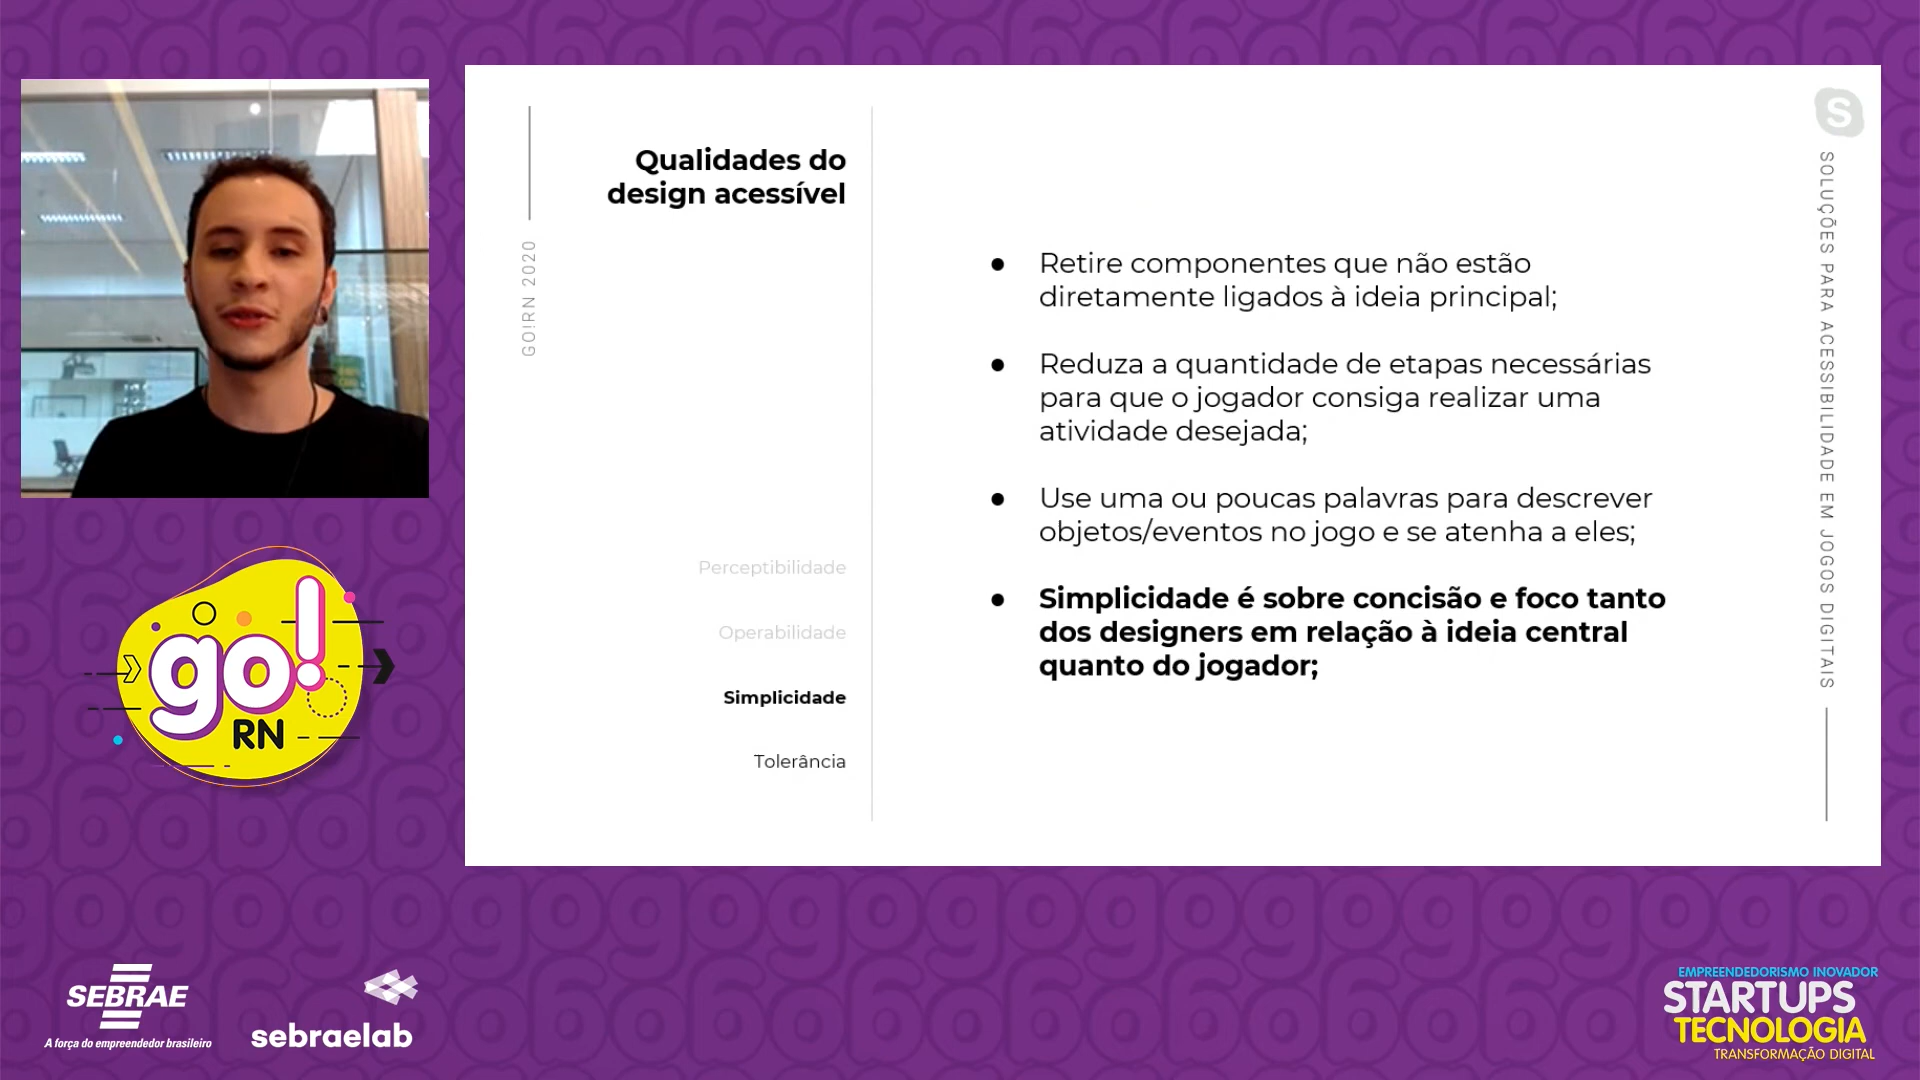 Qualidades do
design acessível
GO!RN 2020
Perceptibilidade
Operabilidade
Simplicidade
Tolerância
● Retire componentes que não estão
diretamente ligados à ideia principal;
● Reduza a quantidade de etapas necessárias
para que o jogador consiga realizar uma
atividade desejada;
● Use uma ou poucas palavras para descrever
objetos/eventos no jogo e se atenha a eles;
● Simplicidade é sobre concisão e foco tanto
dos designers em relação à ideia central
quanto do jogador;
S
SOLUÇÕES PARA ACESSIBILIDADE EM JOGOS DIGITAIS
go!
RN
SEBRAE
A força do empreendedor brasileiro
sebraelab
EMPREENDEDORISMO INOVADOR
STARTUPS
TECNOLOGIA
TRANSFORMAÇÃO DIGITAL